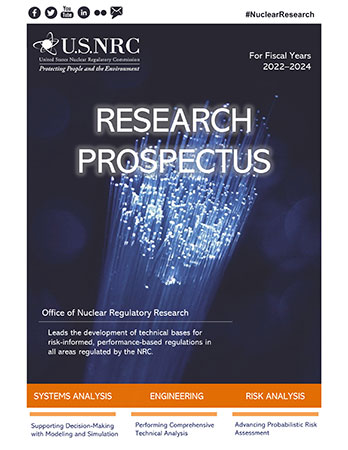 You Tube
#NuclearResearch
U.S.NRC
United States Nuclear Regulatory Commission
Protecting People and the Environment
For Fiscal Years
2022–2024
RESEARCH
PROSPECTUS
Office of Nuclear Regulatory Research
Leads the development of technical bases for
risk-informed, performance-based regulations in
all areas regulated by the NRC.
SYSTEMS ANALYSIS
ENGINEERING
RISK ANALYSIS
Supporting Decision-Making
with Modeling and Simulation
Performing Comprehensive
Technical Analysis
Advancing Probabilistic Risk
Assessment